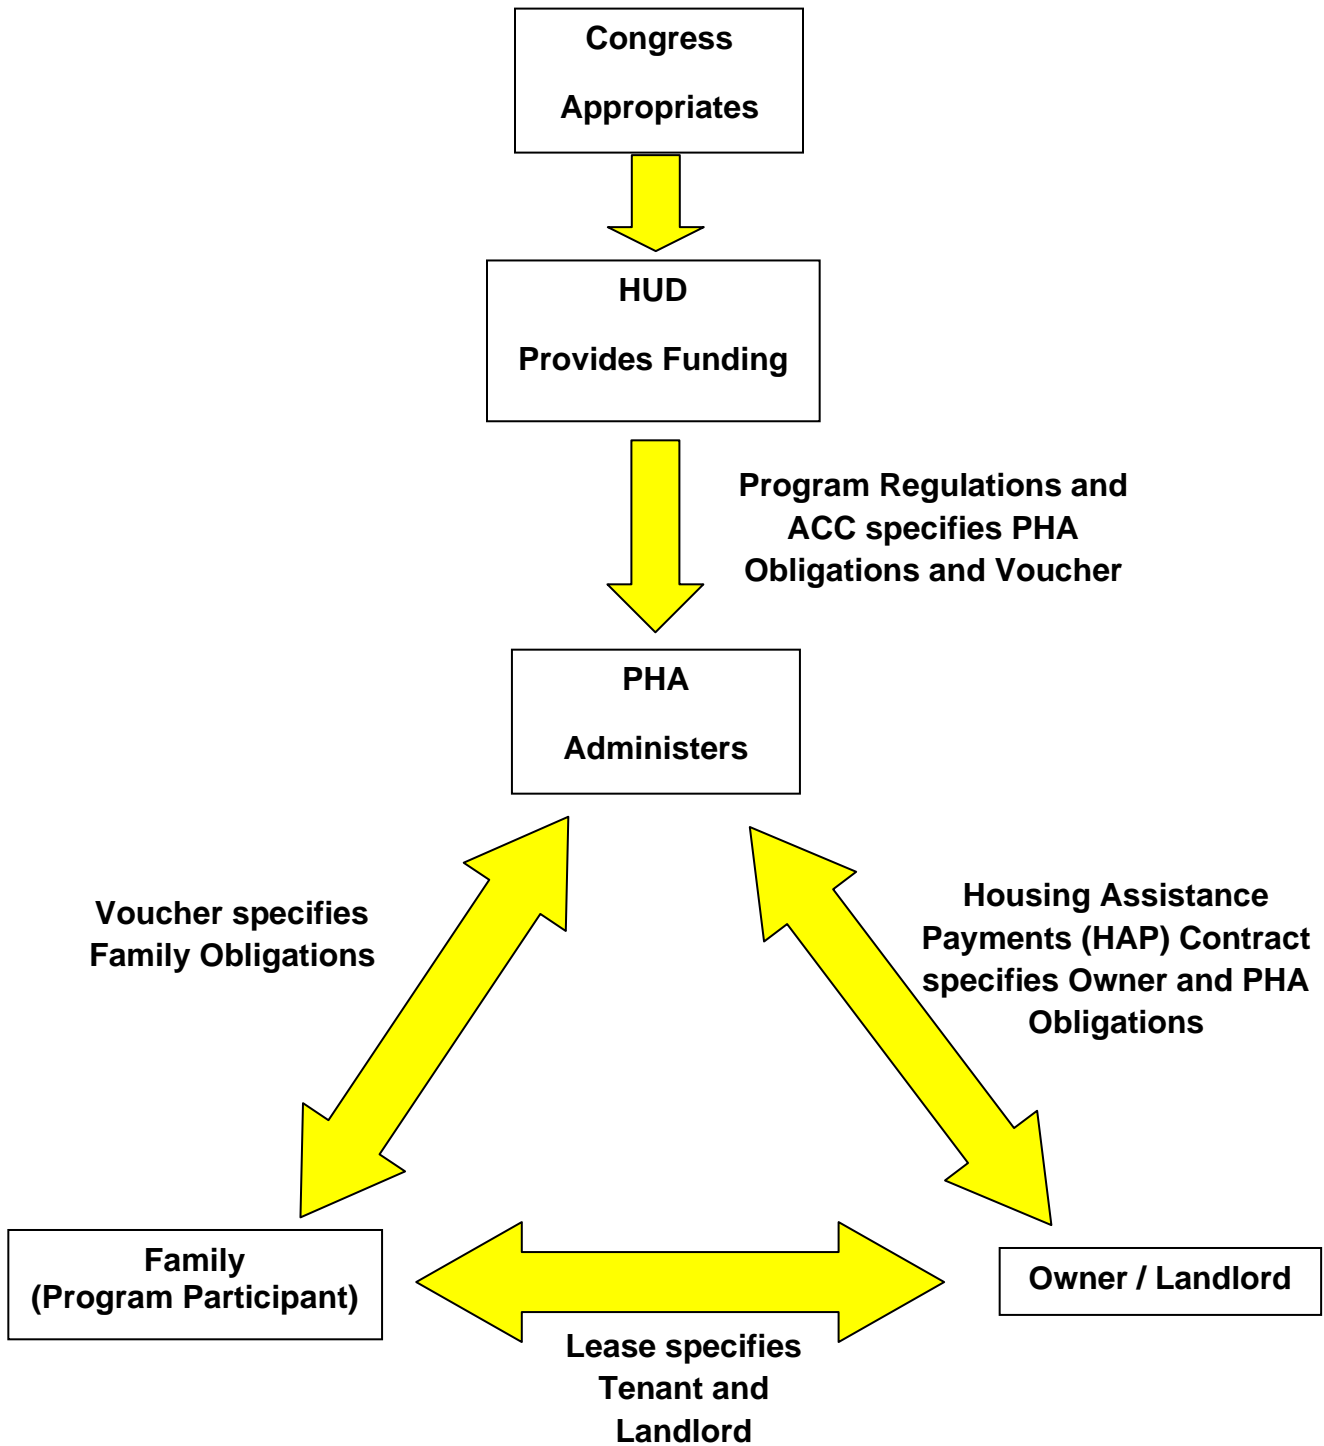 Congress
Appropriates
HUD
Provides Funding
Program Regulations and
ACC specifies PHA
Obligations and Voucher
PHA
Administers
Voucher specifies
Family Obligations
Housing Assistance
Payments (HAP) Contract
specifies Owner and PHA
Obligations
Family
(Program Participant)
Owner / Landlord
Lease specifies
Tenant and
Landlord